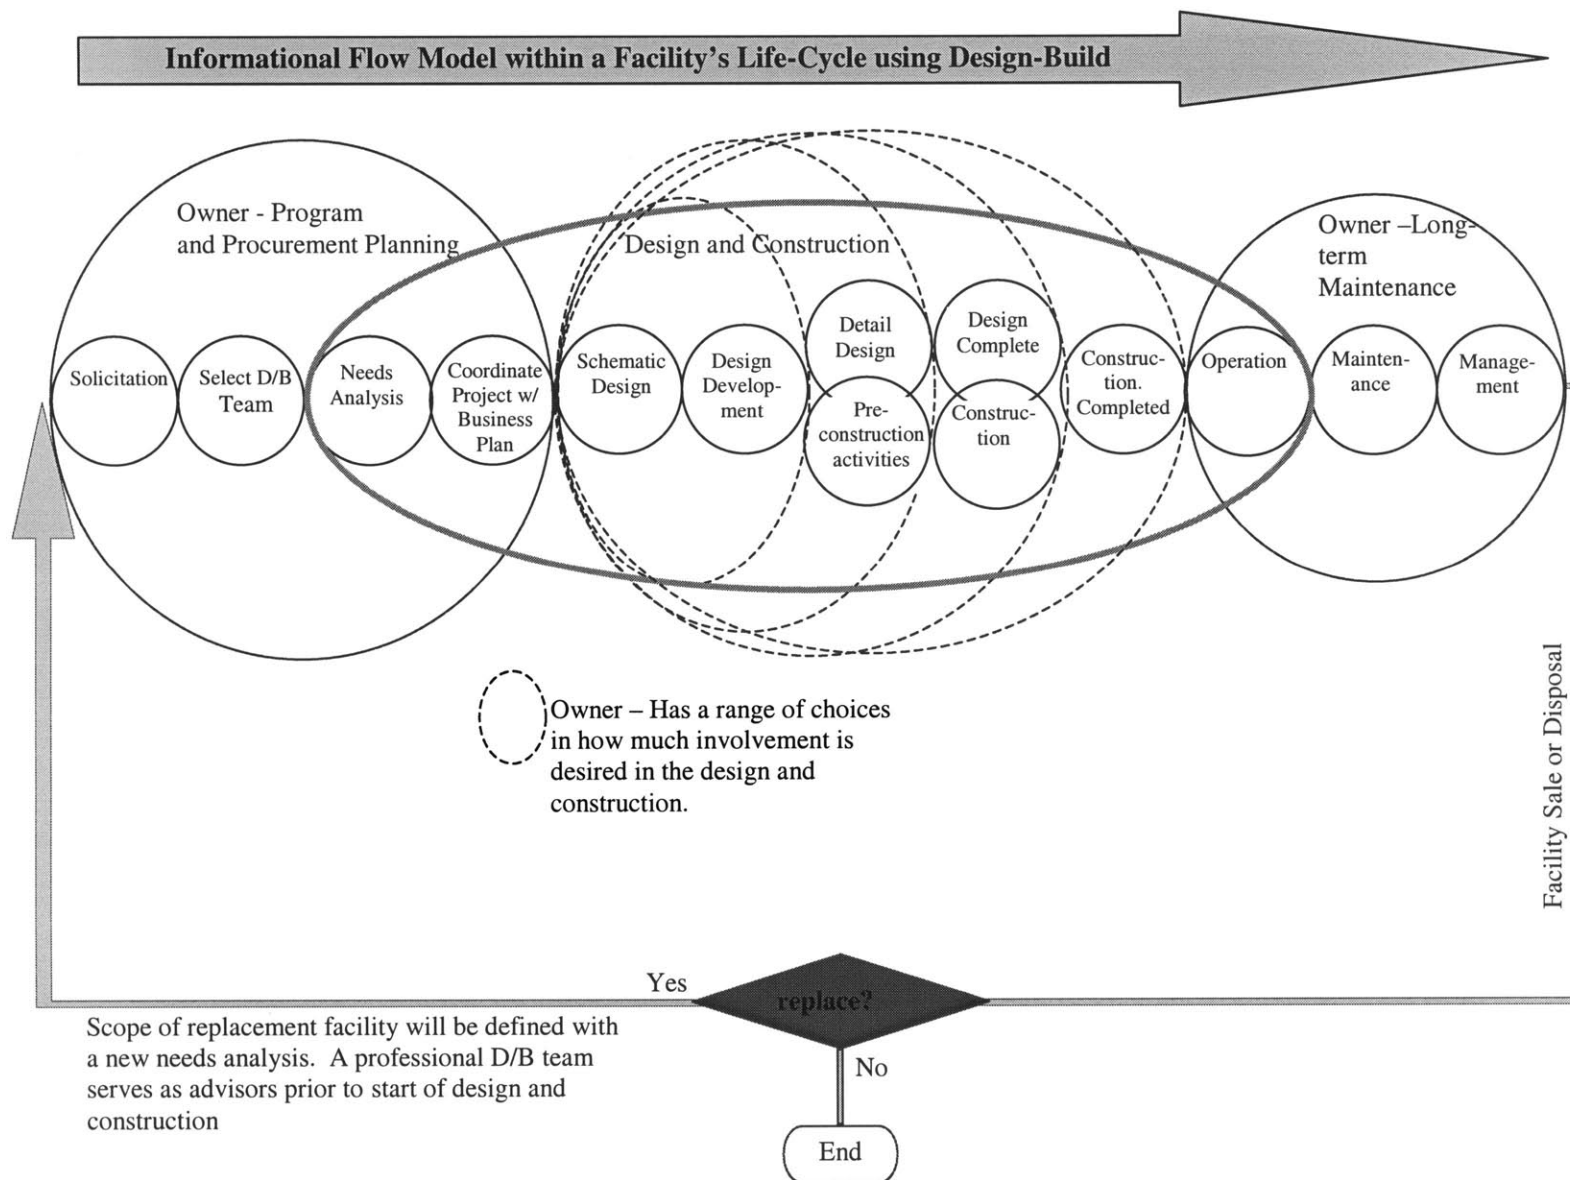 Informational Flow Model within a Facility's Life-Cycle using Design-Build
Owner - Program
and Procurement Planning
Design and Construction
Owner –Long-
term
Maintenance
Solicitation
Select D/B
Team
Needs
Analysis
Coordinate
Project w/
Business
Plan
Schematic
Design
Design
Develop-
ment
Detail
Design
Pre-
construction
activities
Design
Complete
Construc-
tion
Construc-
tion.
Completed
Operation
Mainten-
ance
Manage-
ment
Owner – Has a range of choices
in how much involvement is
desired in the design and
construction.
Facility Sale or Disposal
Yes
replace?
Scope of replacement facility will be defined with
a new needs analysis.  A professional D/B team
serves as advisors prior to start of design and
construction
No
End